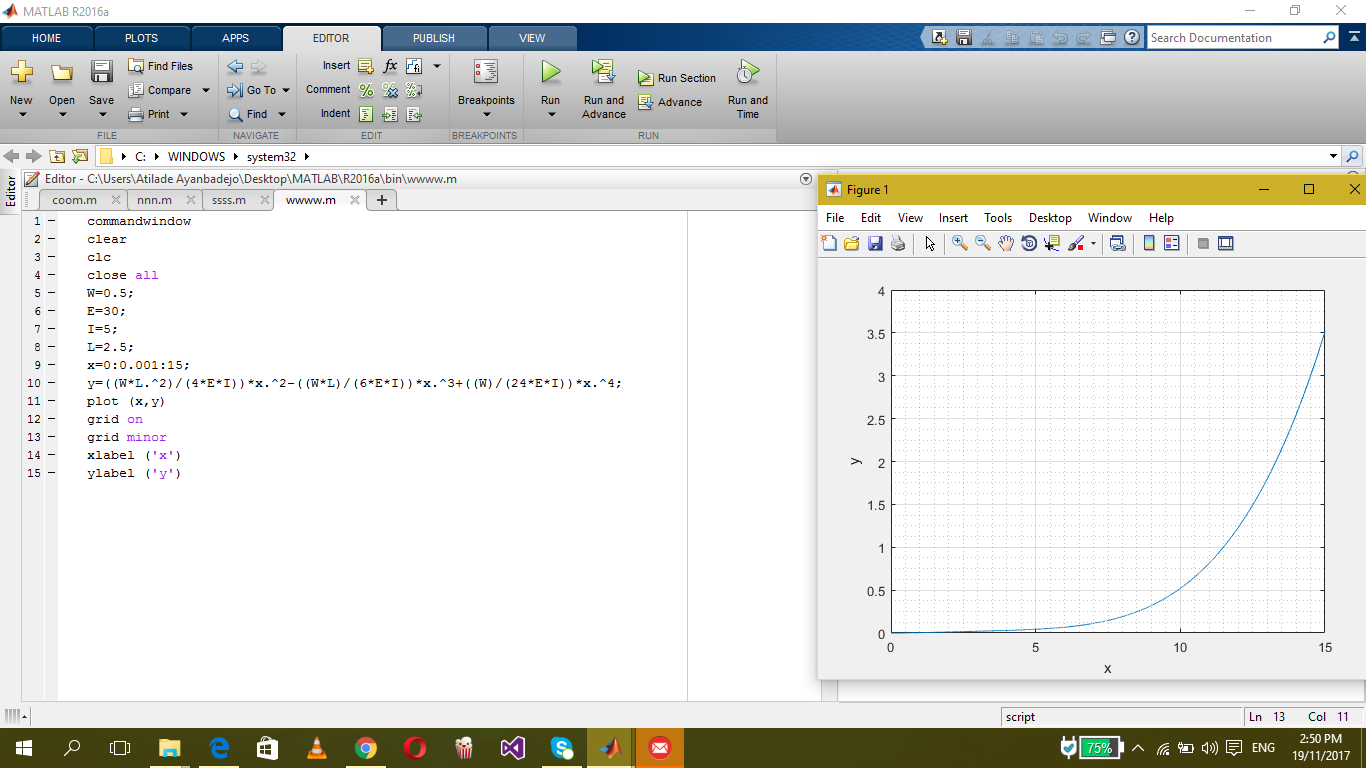 MATLAB R2016a
HOME PLOTS APPS EDITOR PUBLISH VIEW
Search Documentation
New Open Save
Find Files
Compare
Print
FILE
Go To
Find
NAVIGATE
Insert fx
Comment
Indent
EDIT
Breakpoints
BREAKPOINTS
Run
Run and Advance
Run Section
Advance
Run and Time
RUN
C: WINDOWS system32
Editor
Editor - C:\Users\Atilade Ayanbadejo\Desktop\MATLAB\R2016a\bin\wwww.m
coom.m nnn.m ssss.m wwww.m
1 commandwindow
2 clear
3 clc
4 close all
5 W=0.5;
6 E=30;
7 I=5;
8 L=2.5;
9 x=0:0.001:15;
10 y=((W*L.^2)/(4*E*I))*x.^2-((W*L)/(6*E*I))*x.^3+((W)/(24*E*I))*x.^4;
11 plot (x,y)
12 grid on
13 grid minor
14 xlabel ('x')
15 ylabel ('y')
Figure 1
File Edit View Insert Tools Desktop Window Help
4
3.5
3
2.5
2
1.5
1
0.5
0
y
0 5 10 15
x
script
Ln 13 Col 11
75%
ENG
2:50 PM
19/11/2017